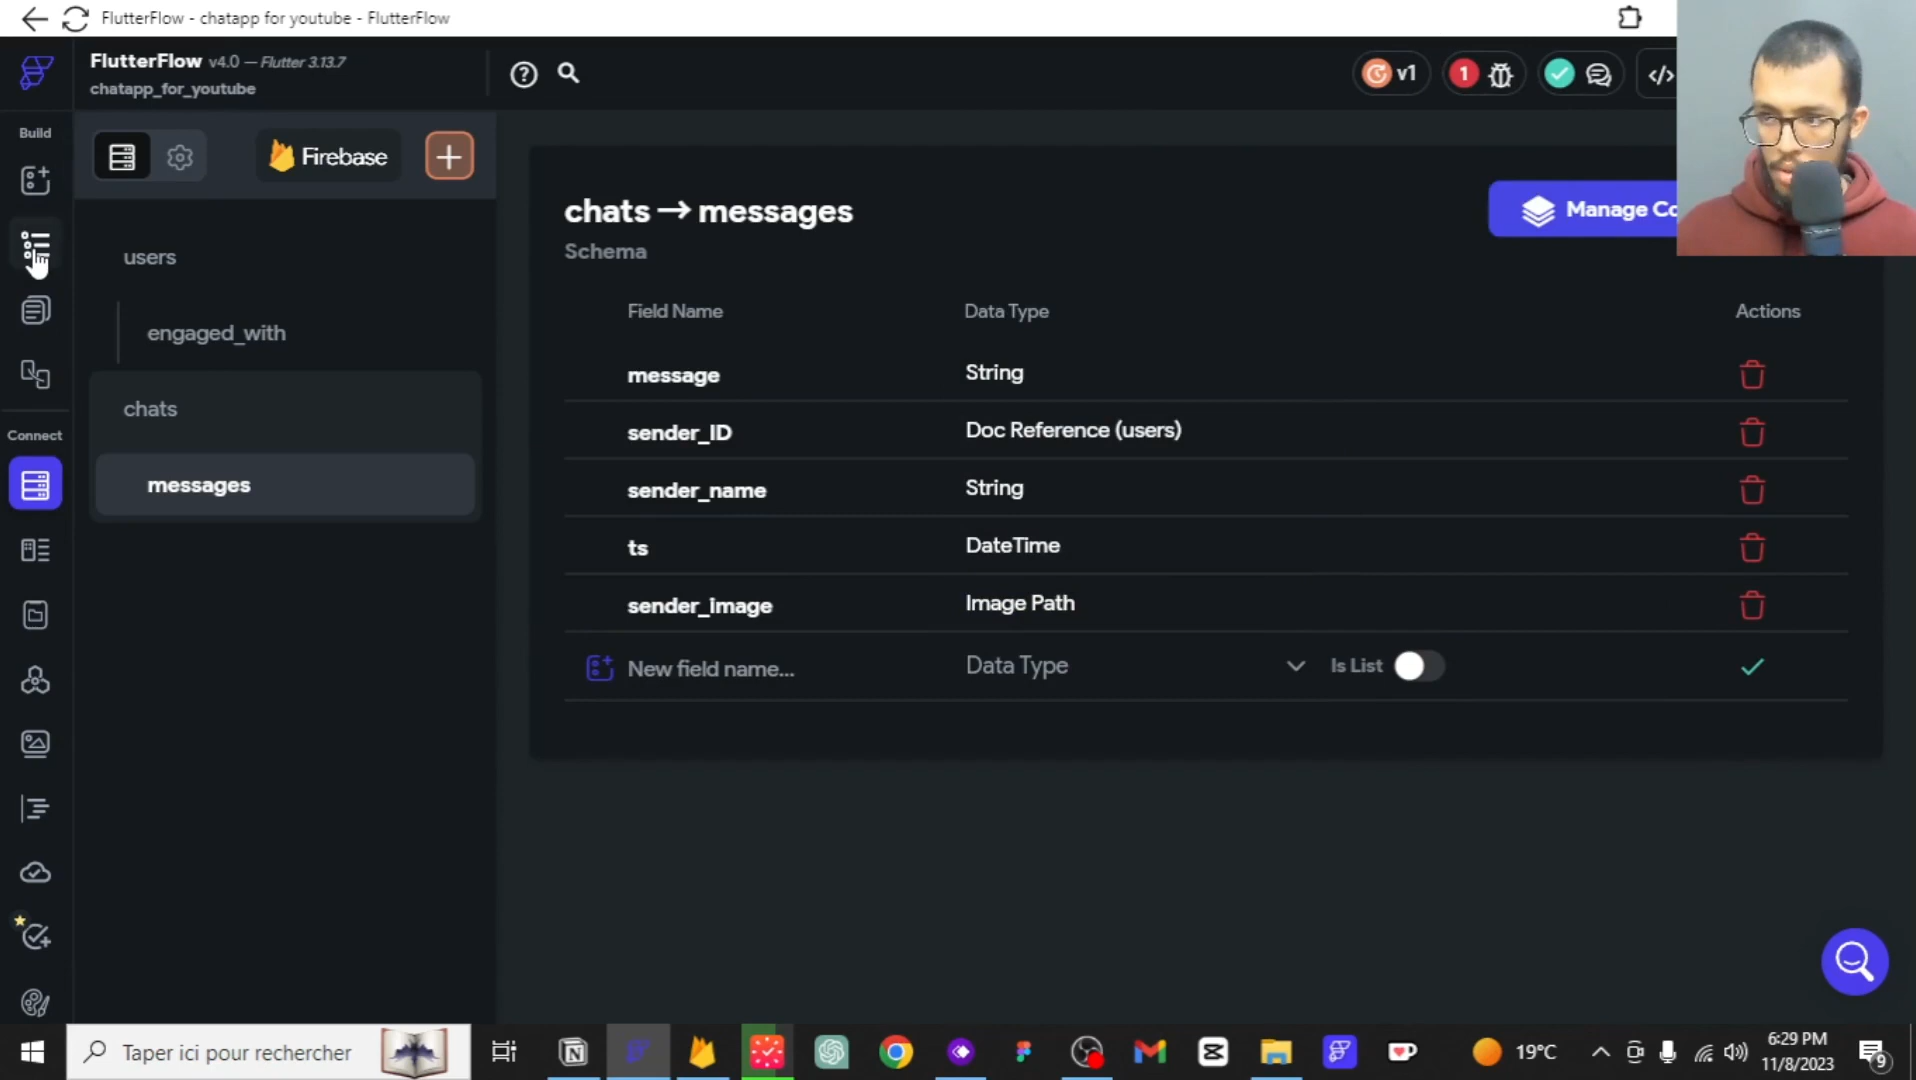 FlutterFlow - chatapp for youtube - FlutterFlow
FlutterFlow v4.0 — Flutter 3.13.7
chatapp_for_youtube
v1
1
Build
Firebase
users
engaged_with
chats
messages
Connect
chats → messages
Schema
Manage Co
Field Name Data Type Actions
message String
sender_ID Doc Reference (users)
sender_name String
ts DateTime
sender_image Image Path
New field name... Data Type Is List
Taper ici pour rechercher
19°C
6:29 PM
11/8/2023
9